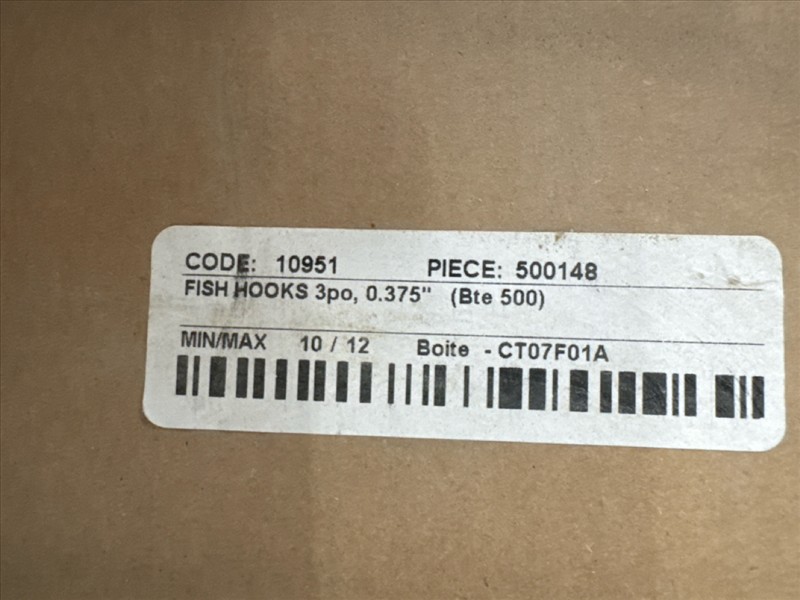 CODE: 10951 PIECE: 500148
FISH HOOKS 3po, 0.375" (Bte 500)
MIN/MAX 10 / 12 Boite - CT07F01A